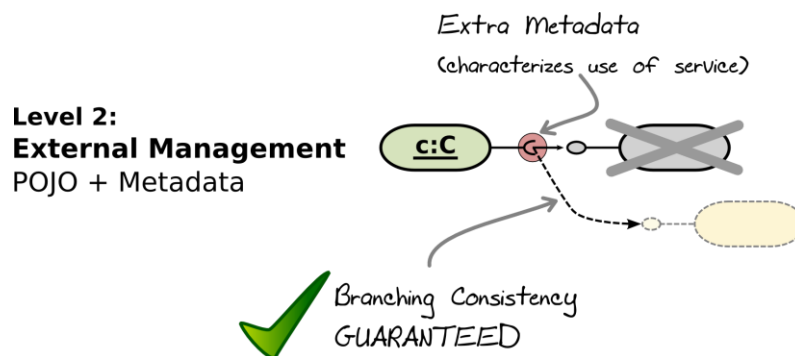 Extra Metadata
(characterizes use of service)
Level 2:
External Management
POJO + Metadata
c:C
Branching Consistency
GUARANTEED